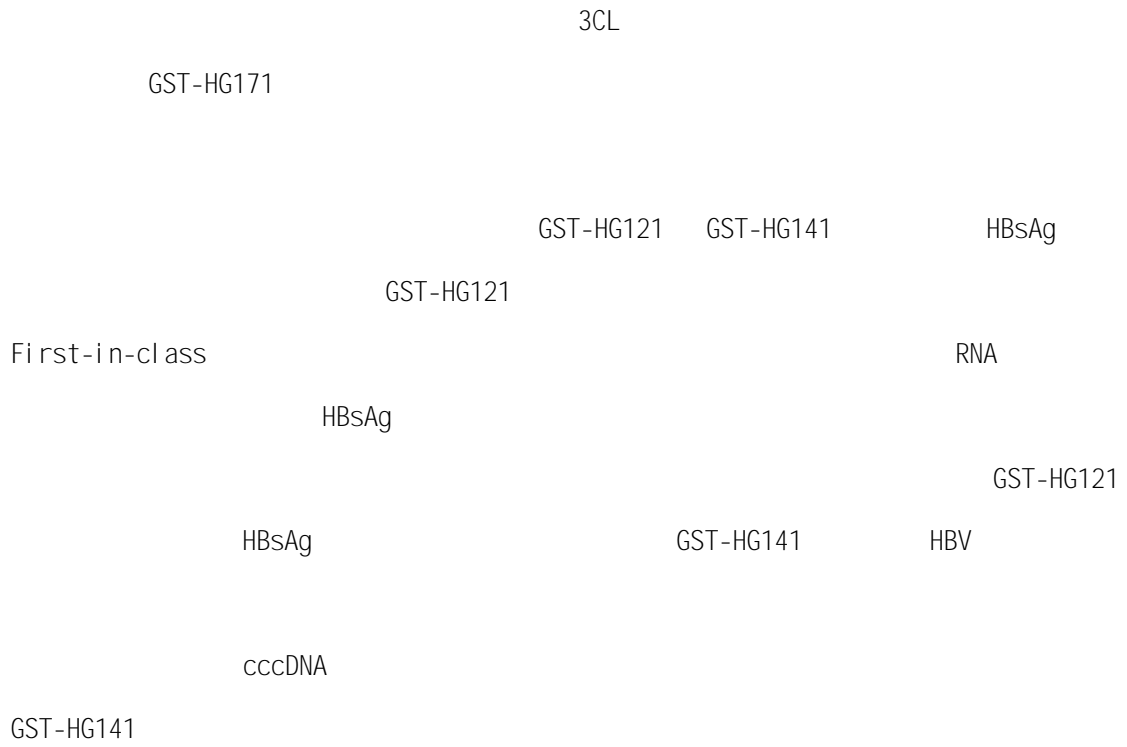 3CL
GST-HG171
GST-HG121 GST-HG141 HBsAg
GST-HG121
First-in-class RNA
HBsAg
GST-HG121
HBsAg GST-HG141 HBV
cccDNA
GST-HG141